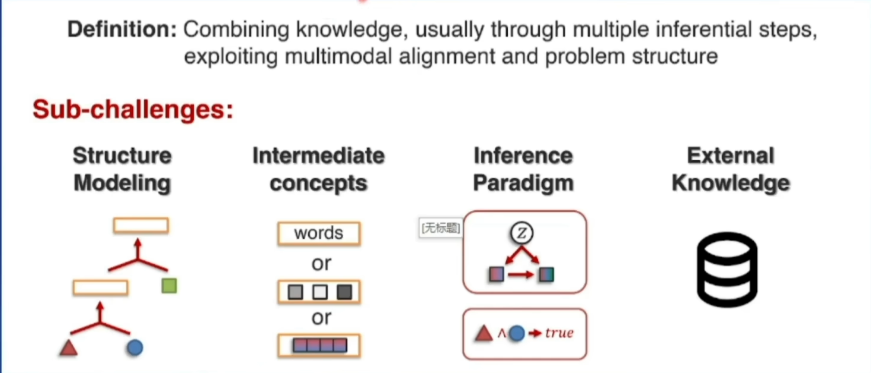 Definition: Combining knowledge, usually through multiple inferential steps,
exploiting multimodal alignment and problem structure
Sub-challenges:
Structure
Modeling
Intermediate
concepts
Inference
Paradigm
External
Knowledge
words
or
or
[无标题]
Z
∧ → true